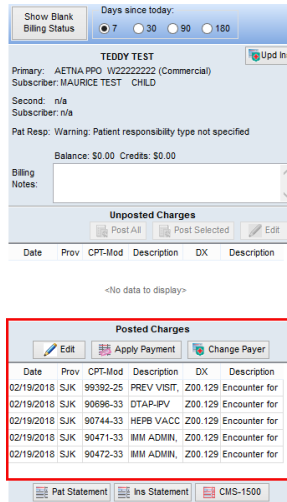 Show Blank Billing Status
Days since today:
7 30 90 180
TEDDY TEST
Upd In
Primary: AETNA PPO W22222222 (Commercial)
Subscriber: MAURICE TEST CHILD
Second: n/a
Subscriber: n/a
Pat Resp: Warning: Patient responsibility type not specified
Balance: $0.00 Credits: $0.00
Billing Notes:
Unposted Charges
Post All Post Selected Edit
Date Prov CPT-Mod Description DX Description
<No data to display>
Posted Charges
Edit Apply Payment Change Payer
Date Prov CPT-Mod Description DX Description
02/19/2018 SJK 99392-25 PREV VISIT, Z00.129 Encounter for
02/19/2018 SJK 90696-33 DTAP-IPV Z00.129 Encounter for
02/19/2018 SJK 90744-33 HEPB VACC Z00.129 Encounter for
02/19/2018 SJK 90471-33 IMM ADMIN, Z00.129 Encounter for
02/19/2018 SJK 90472-33 IMM ADMIN, Z00.129 Encounter for
Pat Statement Ins Statement CMS-1500